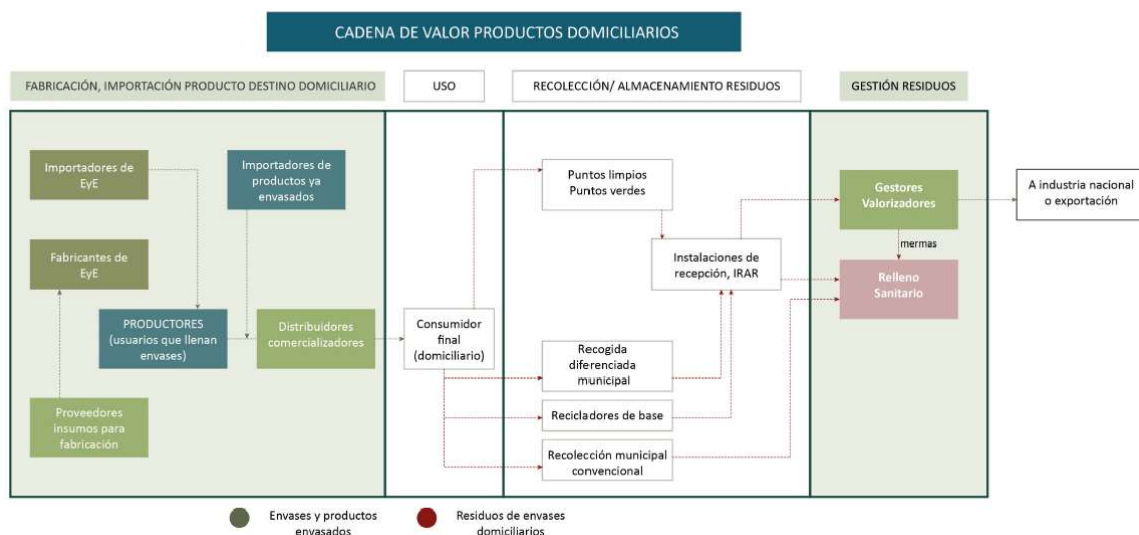 CADENA DE VALOR PRODUCTOS DOMICILIARIOS
FABRICACIÓN, IMPORTACIÓN PRODUCTO DESTINO DOMICILIARIO
USO
RECOLECCIÓN/ ALMACENAMIENTO RESIDUOS
GESTIÓN RESIDUOS
Importadores de
EyE
Importadores de
productos ya
envasados
Fabricantes de
EyE
PRODUCTORES
(usuarios que llenan
envases)
Distribuidores
comercializadores
Proveedores
insumos para
fabricación
Consumidor
final
(domiciliario)
Puntos limpios
Puntos verdes
Instalaciones de
recepción, IRAR
Recogida
diferenciada
municipal
Recicladores de base
Recolección municipal
convencional
Gestores
Valorizadores
mermas
Relleno
Sanitario
A industria nacional
o exportación
Envases y productos
envasados
Residuos de envases
domiciliarios